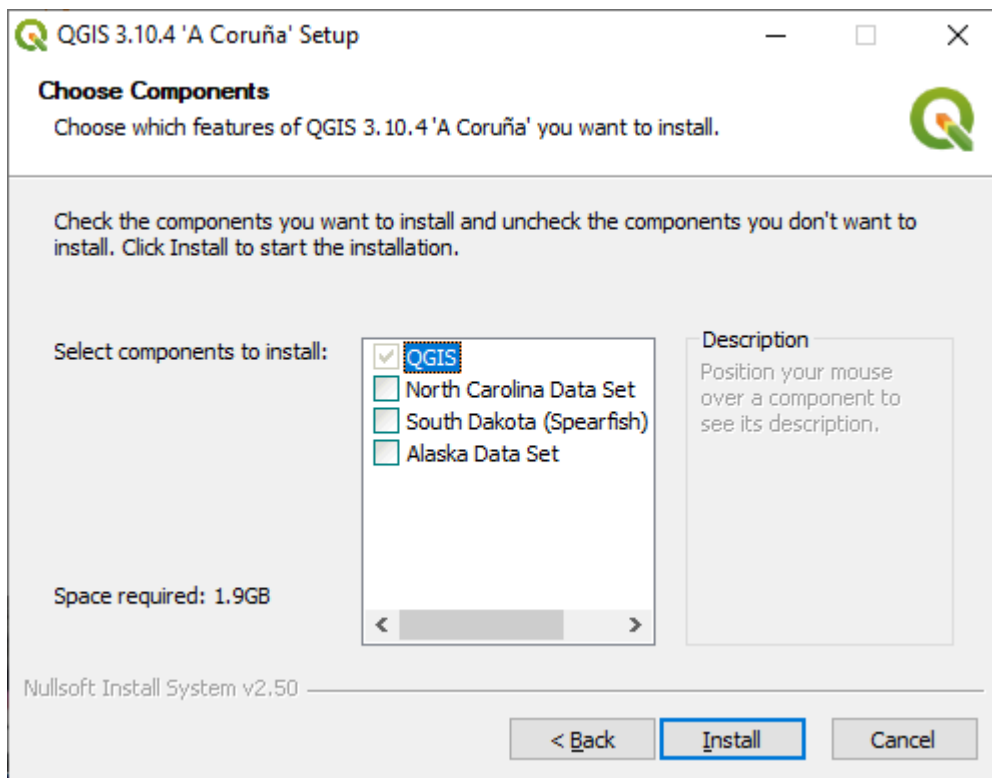 QGIS 3.10.4 'A Coruña' Setup
Choose Components
Choose which features of QGIS 3.10.4 'A Coruña' you want to install.
Check the components you want to install and uncheck the components you don't want to
install. Click Install to start the installation.
Select components to install:
QGIS
North Carolina Data Set
South Dakota (Spearfish)
Alaska Data Set
Description
Position your mouse
over a component to
see its description.
Space required: 1.9GB
Nullsoft Install System v2.50
< Back
Install
Cancel